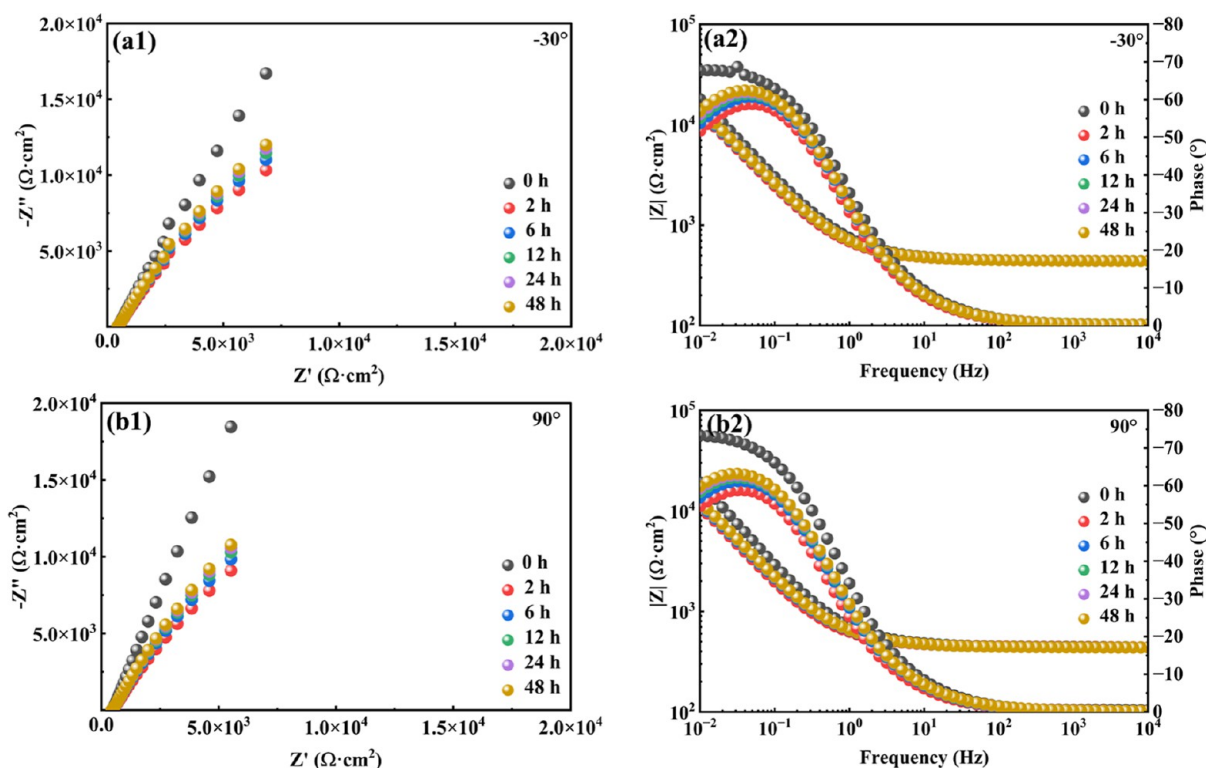 (a1)
-30°
2.0×10⁴
1.5×10⁴
1.0×10⁴
5.0×10³
-Z'' (Ω·cm²)
0 h
2 h
6 h
12 h
24 h
48 h
0.0 5.0×10³ 1.0×10⁴ 1.5×10⁴ 2.0×10⁴
Z' (Ω·cm²)
(a2)
-30°
10⁵
10⁴
10³
10²
|Z| (Ω·cm²)
0 h
2 h
6 h
12 h
24 h
48 h
−80
−70
−60
−50
−40
−30
−20
−10
0
Phase (°)
10⁻² 10⁻¹ 10⁰ 10¹ 10² 10³ 10⁴
Frequency (Hz)
(b1)
90°
2.0×10⁴
1.5×10⁴
1.0×10⁴
5.0×10³
-Z'' (Ω·cm²)
0 h
2 h
6 h
12 h
24 h
48 h
0.0 5.0×10³ 1.0×10⁴ 1.5×10⁴ 2.0×10⁴
Z' (Ω·cm²)
(b2)
90°
10⁵
10⁴
10³
10²
|Z| (Ω·cm²)
0 h
2 h
6 h
12 h
24 h
48 h
−80
−70
−60
−50
−40
−30
−20
−10
0
Phase (°)
10⁻² 10⁻¹ 10⁰ 10¹ 10² 10³ 10⁴
Frequency (Hz)